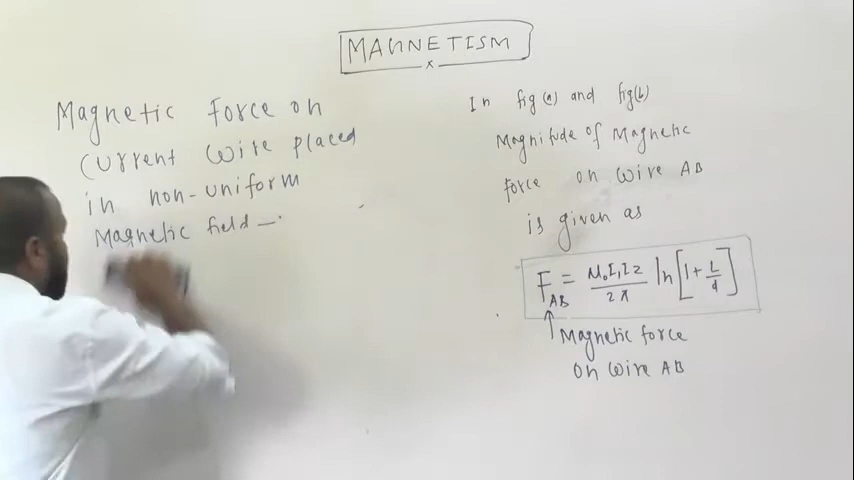 MAGNETISM
x
Magnetic Force on
Current wire placed
in non-uniform
Magnetic field —
In fig(a) and fig(b)
Magnitude of Magnetic
force on wire AB
is given as
F_AB = μ₀I₁I₂/2π ln[1+L/d]
↑ Magnetic force
on wire AB